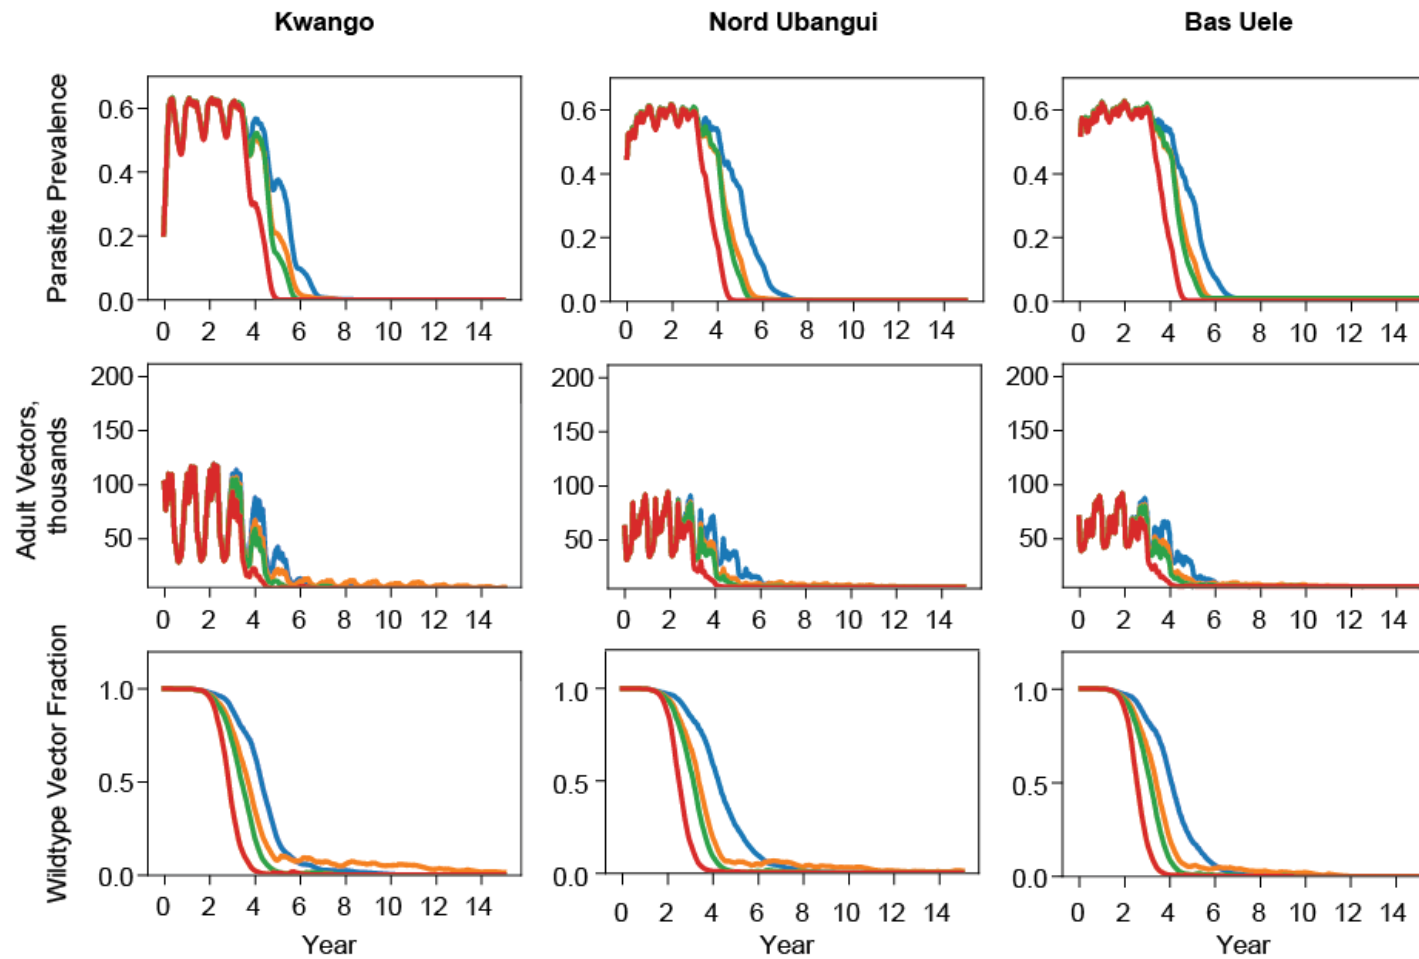 Kwango Nord Ubangui Bas Uele
Parasite Prevalence
0.6 0.6 0.6
0.4 0.4 0.4
0.2 0.2 0.2
0.0 0.0 0.0
0 2 4 6 8 10 12 14 0 2 4 6 8 10 12 14 0 2 4 6 8 10 12 14
Adult Vectors,
thousands
200 200 200
150 150 150
100 100 100
50 50 50
0 2 4 6 8 10 12 14 0 2 4 6 8 10 12 14 0 2 4 6 8 10 12 14
Wildtype Vector Fraction
1.0 1.0 1.0
0.5 0.5 0.5
0.0 0.0 0.0
0 2 4 6 8 10 12 14 0 2 4 6 8 10 12 14 0 2 4 6 8 10 12 14
Year Year Year